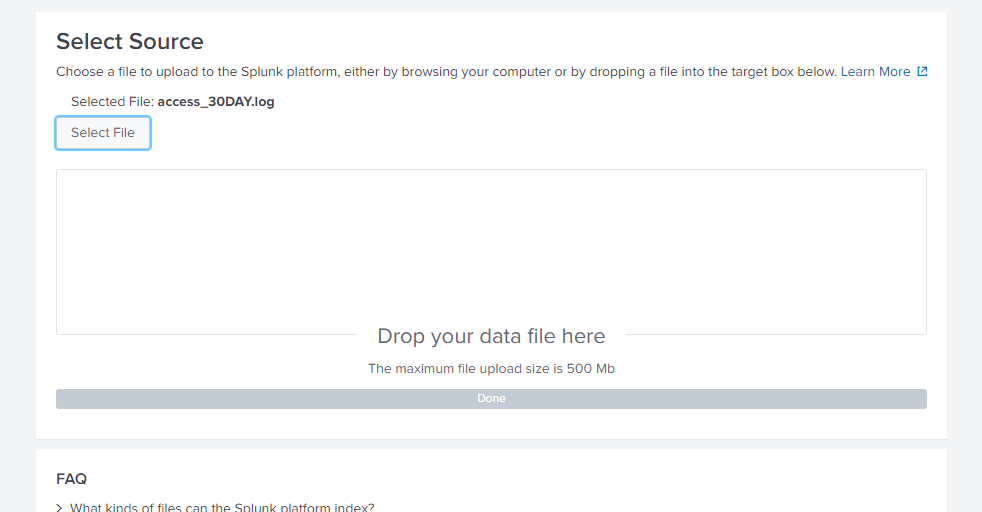 Select Source
Choose a file to upload to the Splunk platform, either by browsing your computer or by dropping a file into the target box below. Learn More
Selected File: access_30DAY.log
Select File
Drop your data file here
The maximum file upload size is 500 Mb
Done
FAQ
What kinds of files can the Splunk platform index?